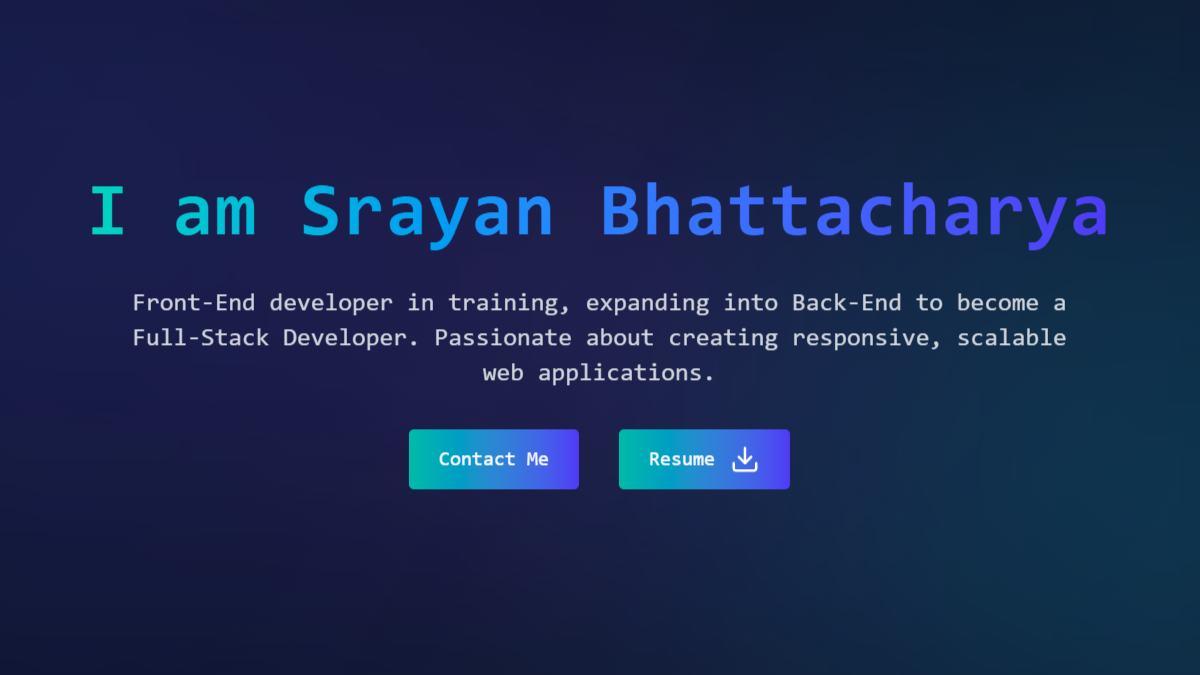 I am Srayan Bhattacharya
Front-End developer in training, expanding into Back-End to become a
Full-Stack Developer. Passionate about creating responsive, scalable
web applications.
Contact Me
Resume